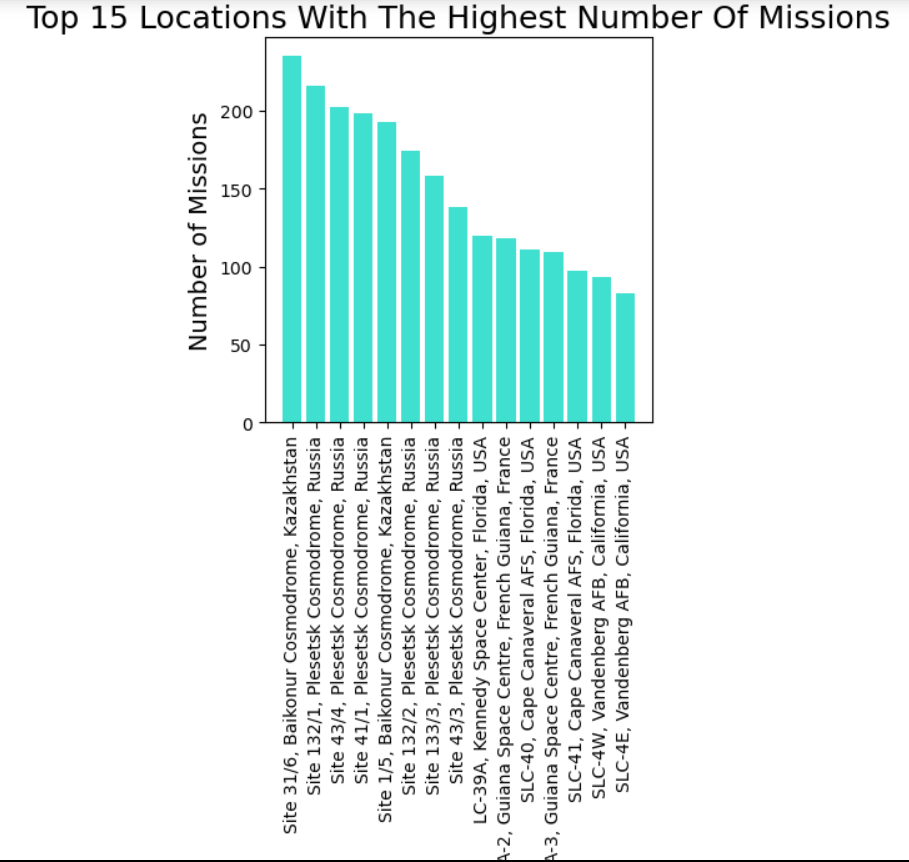 Top 15 Locations With The Highest Number Of Missions
Number of Missions
200
150
100
50
0
Site 31/6, Baikonur Cosmodrome, Kazakhstan
Site 132/1, Plesetsk Cosmodrome, Russia
Site 43/4, Plesetsk Cosmodrome, Russia
Site 41/1, Plesetsk Cosmodrome, Russia
Site 1/5, Baikonur Cosmodrome, Kazakhstan
Site 132/2, Plesetsk Cosmodrome, Russia
Site 133/3, Plesetsk Cosmodrome, Russia
Site 43/3, Plesetsk Cosmodrome, Russia
LC-39A, Kennedy Space Center, Florida, USA
A-2, Guiana Space Centre, French Guiana, France
SLC-40, Cape Canaveral AFS, Florida, USA
A-3, Guiana Space Centre, French Guiana, France
SLC-41, Cape Canaveral AFS, Florida, USA
SLC-4W, Vandenberg AFB, California, USA
SLC-4E, Vandenberg AFB, California, USA